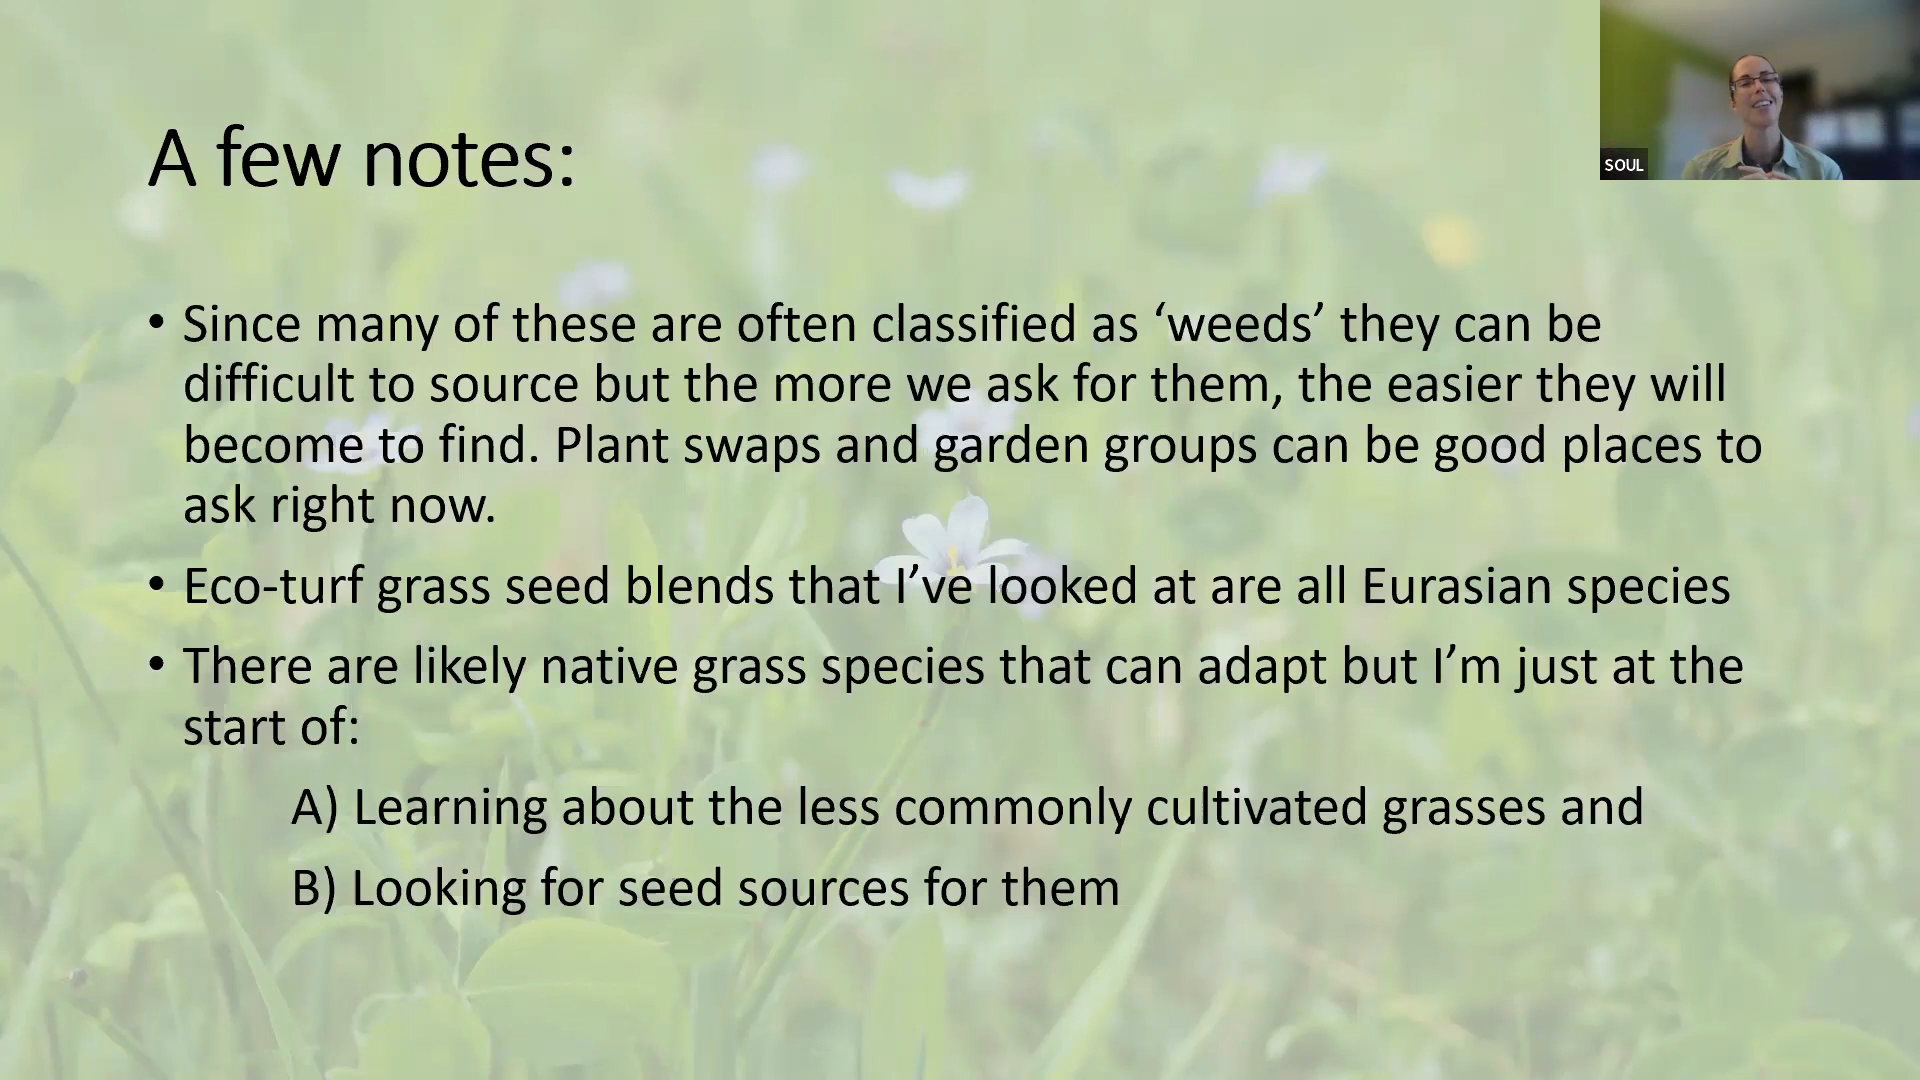 A few notes:
SOUL
• Since many of these are often classified as ‘weeds’ they can be
difficult to source but the more we ask for them, the easier they will
become to find. Plant swaps and garden groups can be good places to
ask right now.
• Eco-turf grass seed blends that I’ve looked at are all Eurasian species
• There are likely native grass species that can adapt but I’m just at the
start of:
A) Learning about the less commonly cultivated grasses and
B) Looking for seed sources for them